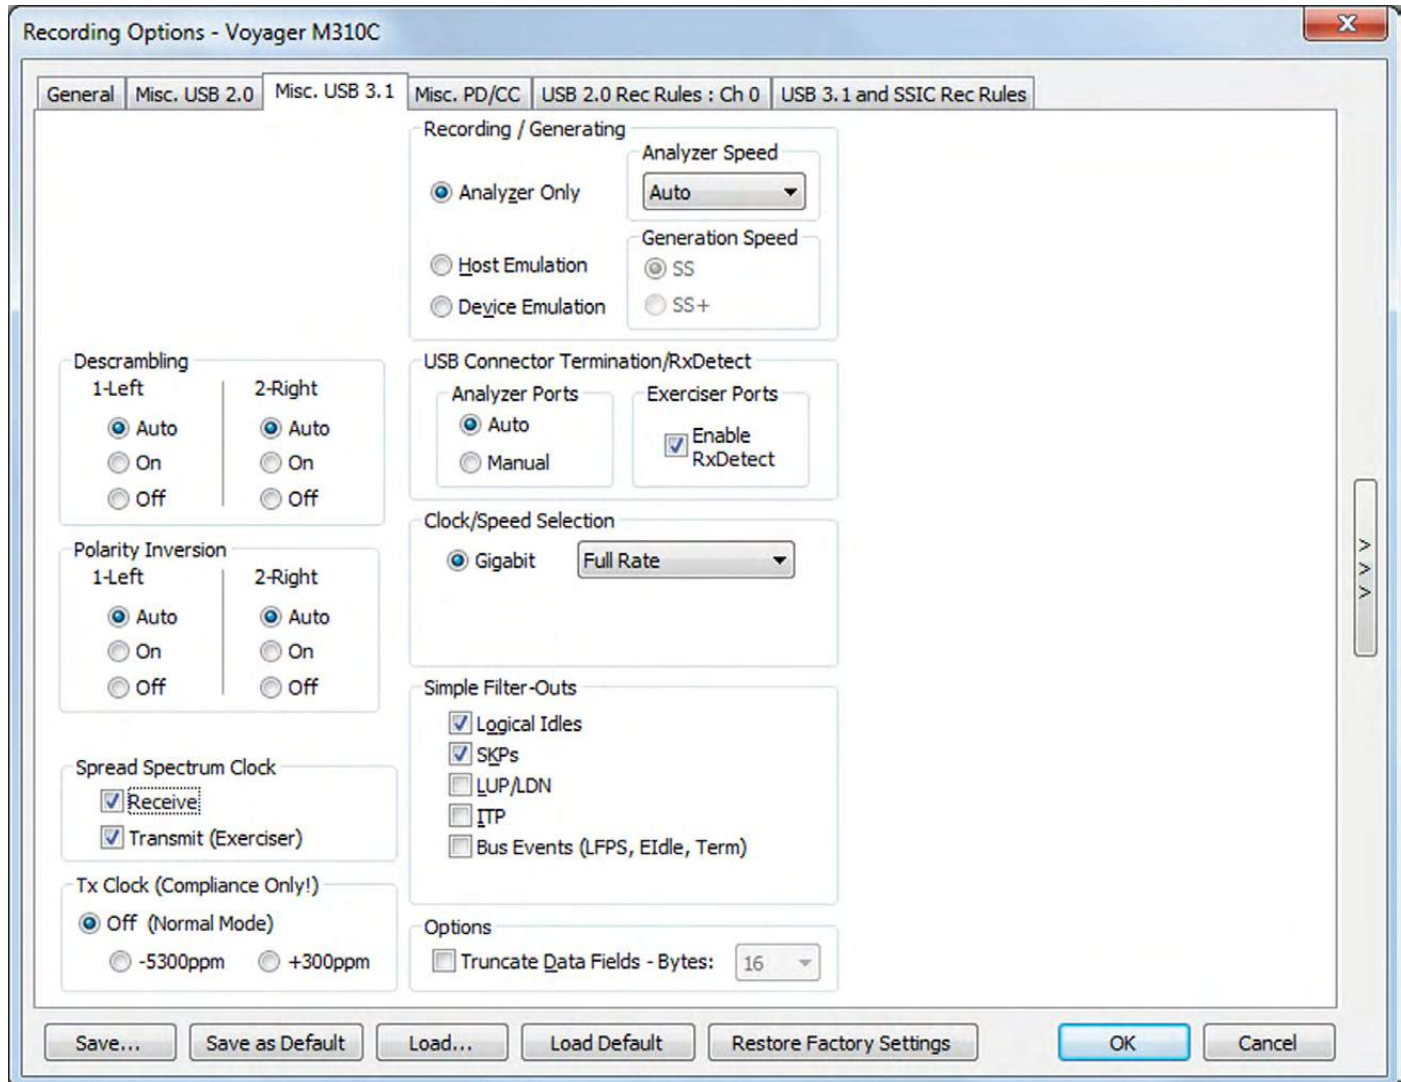 Recording Options - Voyager M310C
X
General Misc. USB 2.0 Misc. USB 3.1 Misc. PD/CC USB 2.0 Rec Rules : Ch 0 USB 3.1 and SSIC Rec Rules
Recording / Generating
Analyzer Speed
Analyzer Only Auto
Generation Speed
Host Emulation SS
Device Emulation SS+
Descrambling
1-Left 2-Right
Auto Auto
On On
Off Off
USB Connector Termination/RxDetect
Analyzer Ports Exerciser Ports
Auto
Manual
Enable
RxDetect
Polarity Inversion
1-Left 2-Right
Auto Auto
On On
Off Off
Clock/Speed Selection
Gigabit Full Rate
>
>
>
Simple Filter-Outs
Logical Idles
SKPs
LUP/LDN
ITP
Bus Events (LFPS, EIdle, Term)
Spread Spectrum Clock
Receive
Transmit (Exerciser)
Tx Clock (Compliance Only!)
Off (Normal Mode)
-5300ppm +300ppm
Options
Truncate Data Fields - Bytes: 16
Save... Save as Default Load... Load Default Restore Factory Settings OK Cancel